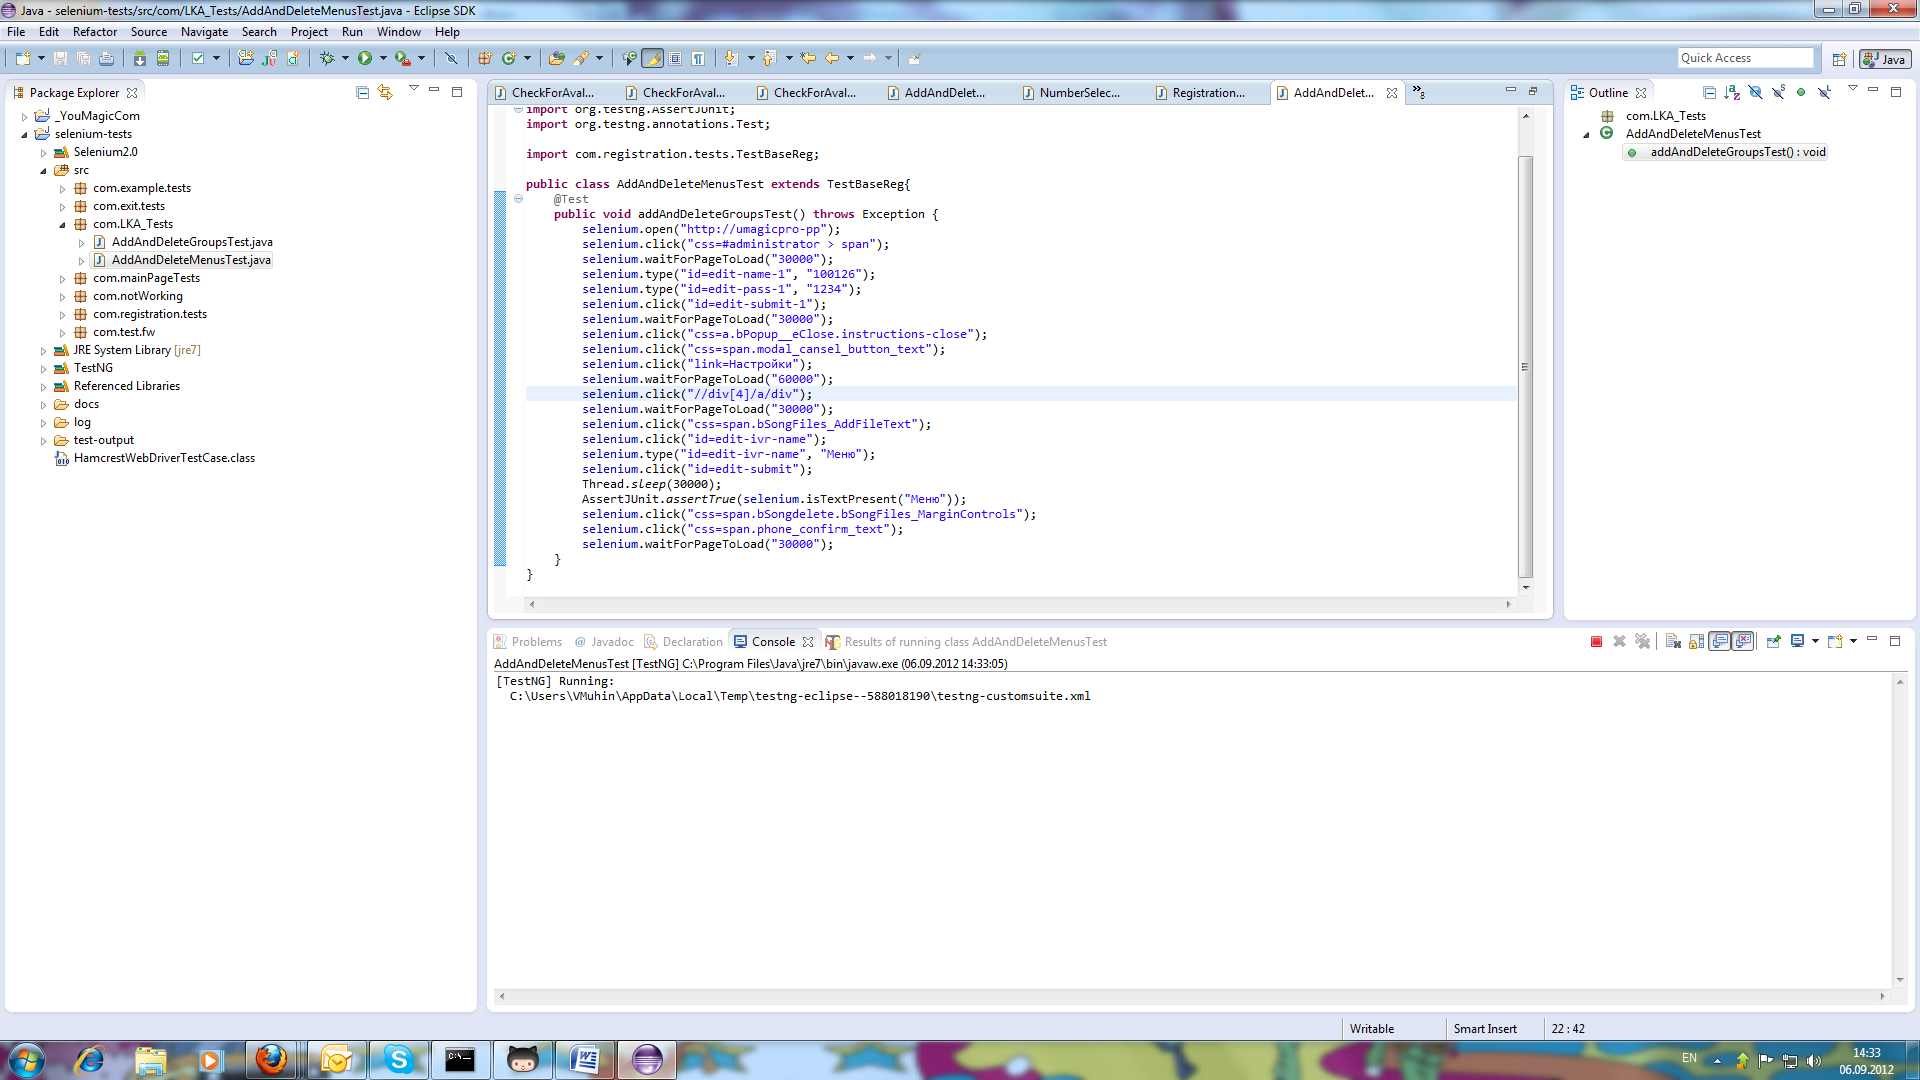 Java - selenium-tests/src/com/LKA_Tests/AddAndDeleteMenusTest.java - Eclipse SDK
File Edit Refactor Source Navigate Search Project Run Window Help
Quick Access
Java
Package Explorer
_YouMagicCom
selenium-tests
Selenium2.0
src
com.example.tests
com.exit.tests
com.LKA_Tests
AddAndDeleteGroupsTest.java
AddAndDeleteMenusTest.java
com.mainPageTests
com.notWorking
com.registration.tests
com.test.fw
JRE System Library [jre7]
TestNG
Referenced Libraries
docs
log
test-output
HamcrestWebDriverTestCase.class
CheckForAval... CheckForAval... CheckForAval... AddAndDelet... NumberSelec... Registration... AddAndDelet... »8
import org.testng.AssertJUnit;
import org.testng.annotations.Test;
import com.registration.tests.TestBaseReg;
public class AddAndDeleteMenusTest extends TestBaseReg{
@Test
public void addAndDeleteGroupsTest() throws Exception {
selenium.open("http://umagicpro-pp");
selenium.click("css=#administrator > span");
selenium.waitForPageToLoad("30000");
selenium.type("id=edit-name-1", "100126");
selenium.type("id=edit-pass-1", "1234");
selenium.click("id=edit-submit-1");
selenium.waitForPageToLoad("30000");
selenium.click("css=a.bPopup__eClose.instructions-close");
selenium.click("css=span.modal_cansel_button_text");
selenium.click("link=Настройки");
selenium.waitForPageToLoad("60000");
selenium.click("//div[4]/a/div");
selenium.waitForPageToLoad("30000");
selenium.click("css=span.bSongFiles_AddFileText");
selenium.click("id=edit-ivr-name");
selenium.type("id=edit-ivr-name", "Меню");
selenium.click("id=edit-submit");
Thread.sleep(30000);
AssertJUnit.assertTrue(selenium.isTextPresent("Меню"));
selenium.click("css=span.bSongdelete.bSongFiles_MarginControls");
selenium.click("css=span.phone_confirm_text");
selenium.waitForPageToLoad("30000");
}
}
Outline
com.LKA_Tests
AddAndDeleteMenusTest
addAndDeleteGroupsTest() : void
Problems Javadoc Declaration Console Results of running class AddAndDeleteMenusTest
AddAndDeleteMenusTest [TestNG] C:\Program Files\Java\jre7\bin\javaw.exe (06.09.2012 14:33:05)
[TestNG] Running:
C:\Users\VMuhin\AppData\Local\Temp\testng-eclipse--588018190\testng-customsuite.xml
Writable Smart Insert 22 : 42
EN 14:33
06.09.2012